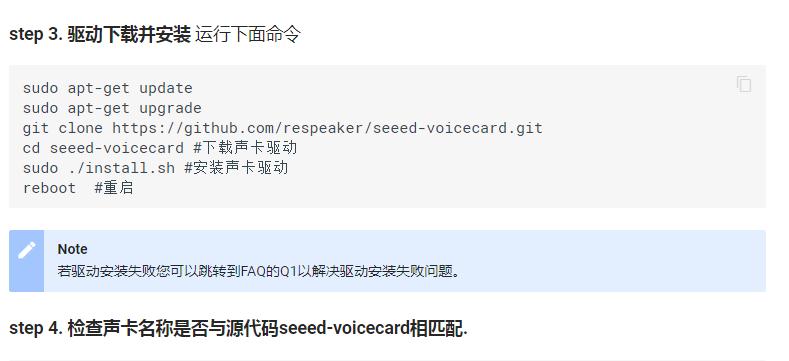 step 3. 驱动下载并安装 运行下面命令
sudo apt-get update
sudo apt-get upgrade
git clone https://github.com/respeaker/seeed-voicecard.git
cd seeed-voicecard #下载声卡驱动
sudo ./install.sh #安装声卡驱动
reboot  #重启
Note
若驱动安装失败您可以跳转到FAQ的Q1以解决驱动安装失败问题。
step 4. 检查声卡名称是否与源代码seeed-voicecard相匹配.